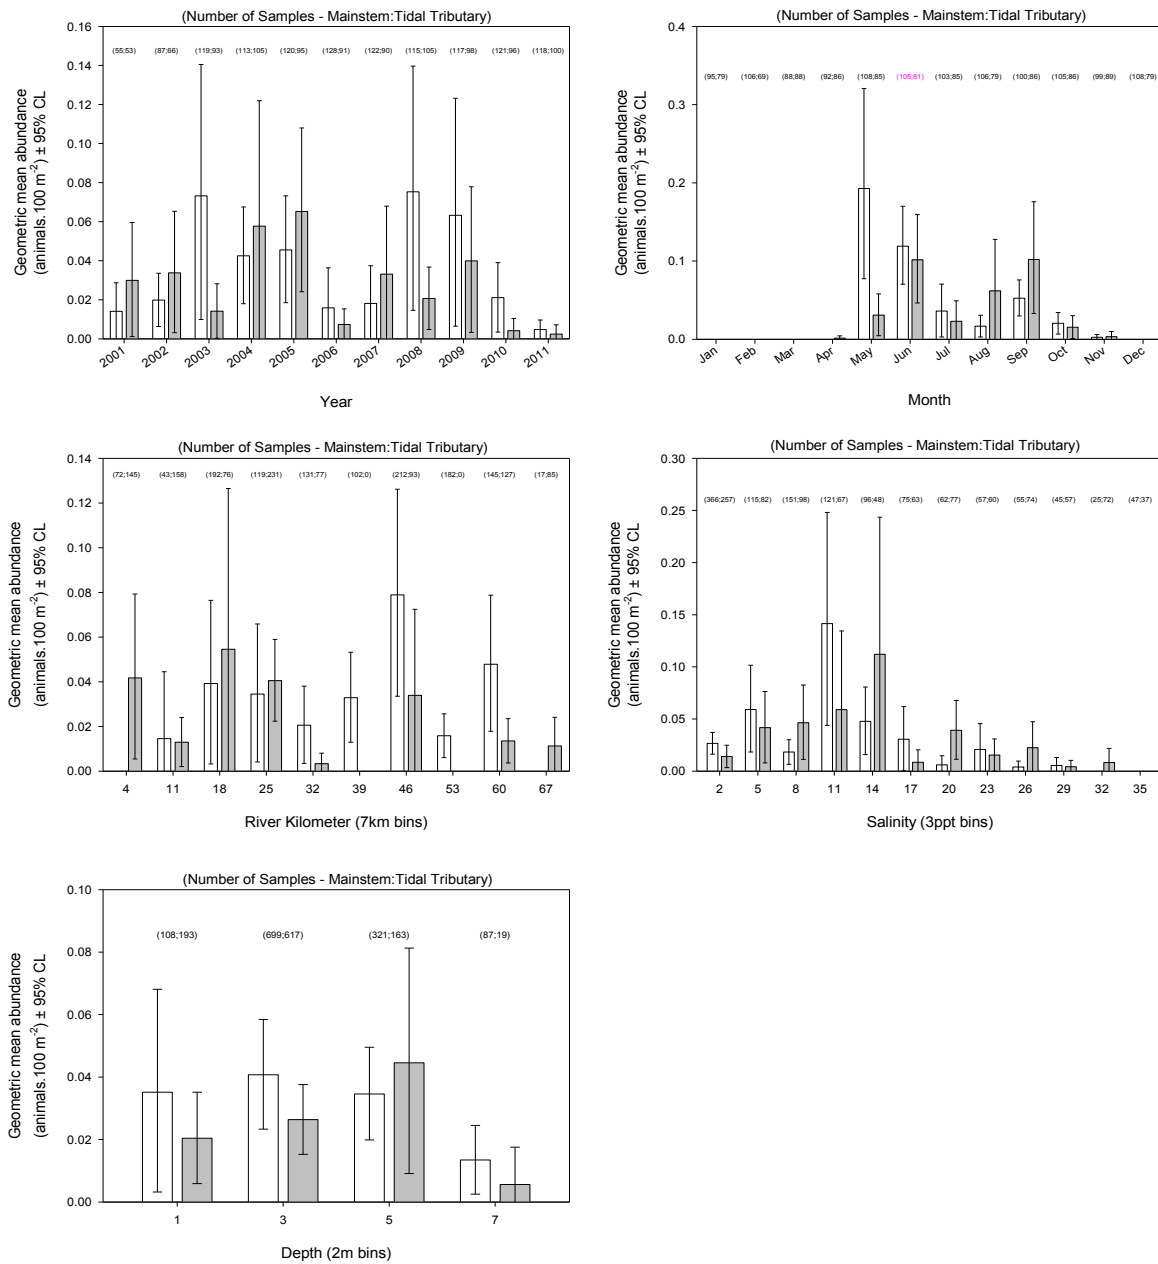 (Number of Samples - Mainstem:Tidal Tributary)
0.16
0.14
0.12
0.10
0.08
0.06
0.04
0.02
0.00
(55;53) (87;66) (119;93) (113;105) (120;95) (128;91) (122;90) (115;105) (117;98) (121;96) (118;100)
Geometric mean abundance
(animals.100 m-2) ± 95% CL
2001 2002 2003 2004 2005 2006 2007 2008 2009 2010 2011
Year
(Number of Samples - Mainstem:Tidal Tributary)
0.4
0.3
0.2
0.1
0.0
(95;79) (106;69) (88;88) (92;86) (108;85) (105;81) (103;85) (106;79) (100;86) (105;86) (99;89) (108;79)
Geometric mean abundance
(animals.100 m-2) ± 95% CL
Jan Feb Mar Apr May Jun Jul Aug Sep Oct Nov Dec
Month
(Number of Samples - Mainstem:Tidal Tributary)
0.14
0.12
0.10
0.08
0.06
0.04
0.02
0.00
(72;145) (43;158) (192;76) (119;231) (131;77) (102;0) (212;93) (182;0) (145;127) (17;85)
Geometric mean abundance
(animals.100 m-2) ± 95% CL
4 11 18 25 32 39 46 53 60 67
River Kilometer (7km bins)
(Number of Samples - Mainstem:Tidal Tributary)
0.30
0.25
0.20
0.15
0.10
0.05
0.00
(366;257) (115;82) (151;98) (121;67) (96;48) (75;63) (62;77) (57;60) (55;74) (45;57) (25;72) (47;37)
Geometric mean abundance
(animals.100 m-2) ± 95% CL
2 5 8 11 14 17 20 23 26 29 32 35
Salinity (3ppt bins)
(Number of Samples - Mainstem:Tidal Tributary)
0.10
0.08
0.06
0.04
0.02
0.00
(108;193) (699;617) (321;163) (87;19)
Geometric mean abundance
(animals.100 m-2) ± 95% CL
1 3 5 7
Depth (2m bins)